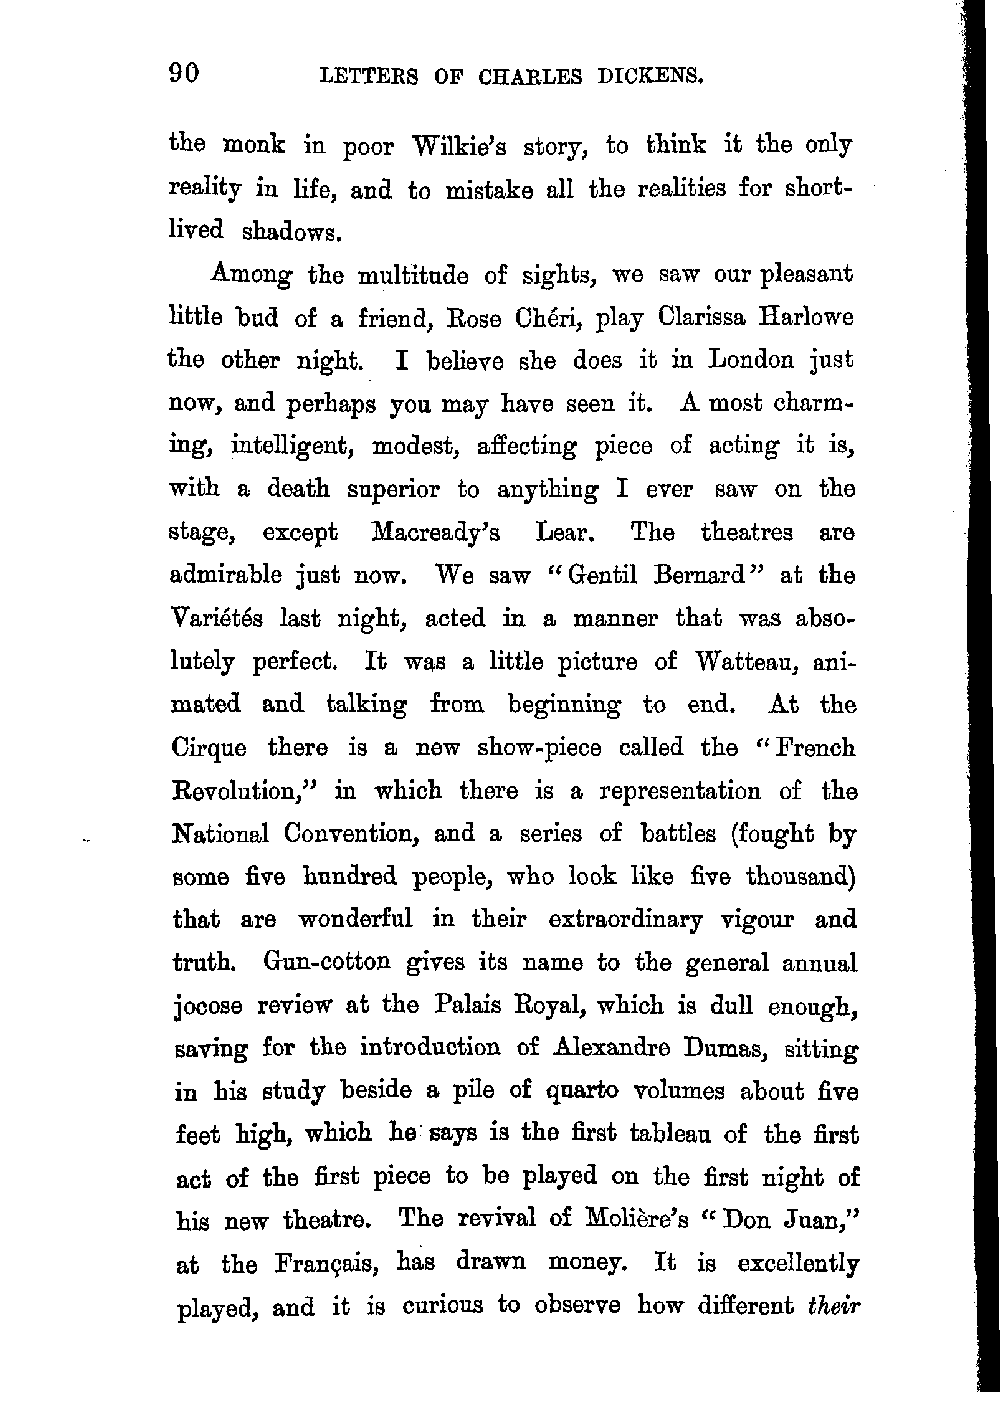 90 LETTERS OF CHARLES DICKENS.
the monk in poor Wilkie's story, to think it the only
reality in life, and to mistake all the realities for short-
lived shadows.
Among the multitude of sights, we saw our pleasant
little bud of a friend, Rose Chéri, play Clarissa Harlowe
the other night. I believe she does it in London just
now, and perhaps you may have seen it. A most charm-
ing, intelligent, modest, affecting piece of acting it is,
with a death superior to anything I ever saw on the
stage, except Macready's Lear. The theatres are
admirable just now. We saw "Gentil Bernard" at the
Variétés last night, acted in a manner that was abso-
lutely perfect. It was a little picture of Watteau, ani-
mated and talking from beginning to end. At the
Cirque there is a new show-piece called the "French
Revolution," in which there is a representation of the
National Convention, and a series of battles (fought by
some five hundred people, who look like five thousand)
that are wonderful in their extraordinary vigour and
truth. Gun-cotton gives its name to the general annual
jocose review at the Palais Royal, which is dull enough,
saving for the introduction of Alexandre Dumas, sitting
in his study beside a pile of quarto volumes about five
feet high, which he says is the first tableau of the first
act of the first piece to be played on the first night of
his new theatre. The revival of Molière's "Don Juan,"
at the Français, has drawn money. It is excellently
played, and it is curious to observe how different their